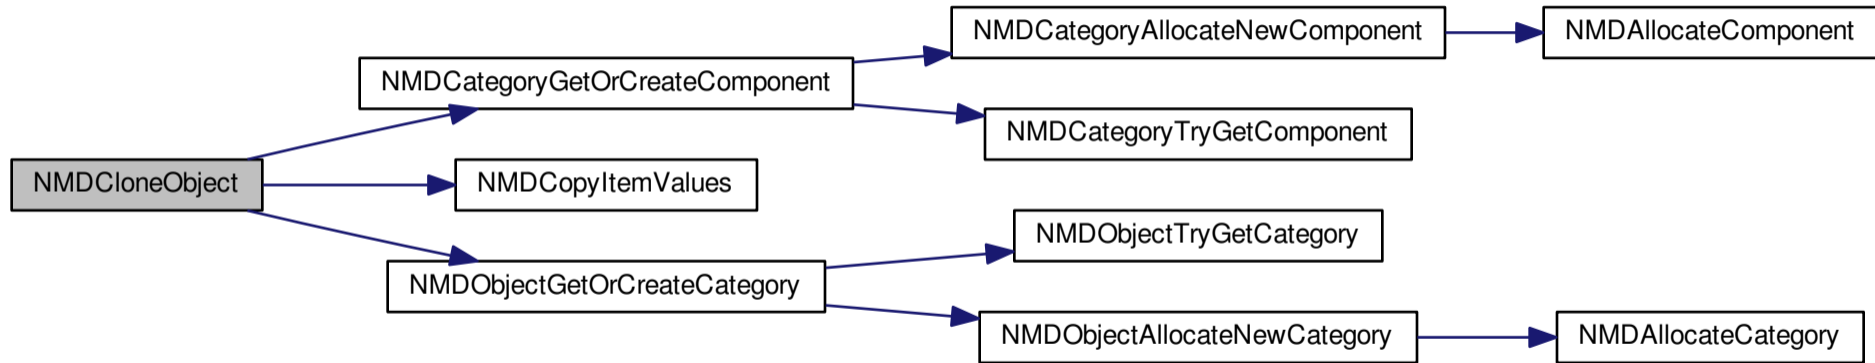 NMDCategoryAllocateNewComponent
NMDAllocateComponent
NMDCategoryGetOrCreateComponent
NMDCategoryTryGetComponent
NMDCloneObject
NMDCopyItemValues
NMDObjectTryGetCategory
NMDObjectGetOrCreateCategory
NMDObjectAllocateNewCategory
NMDAllocateCategory